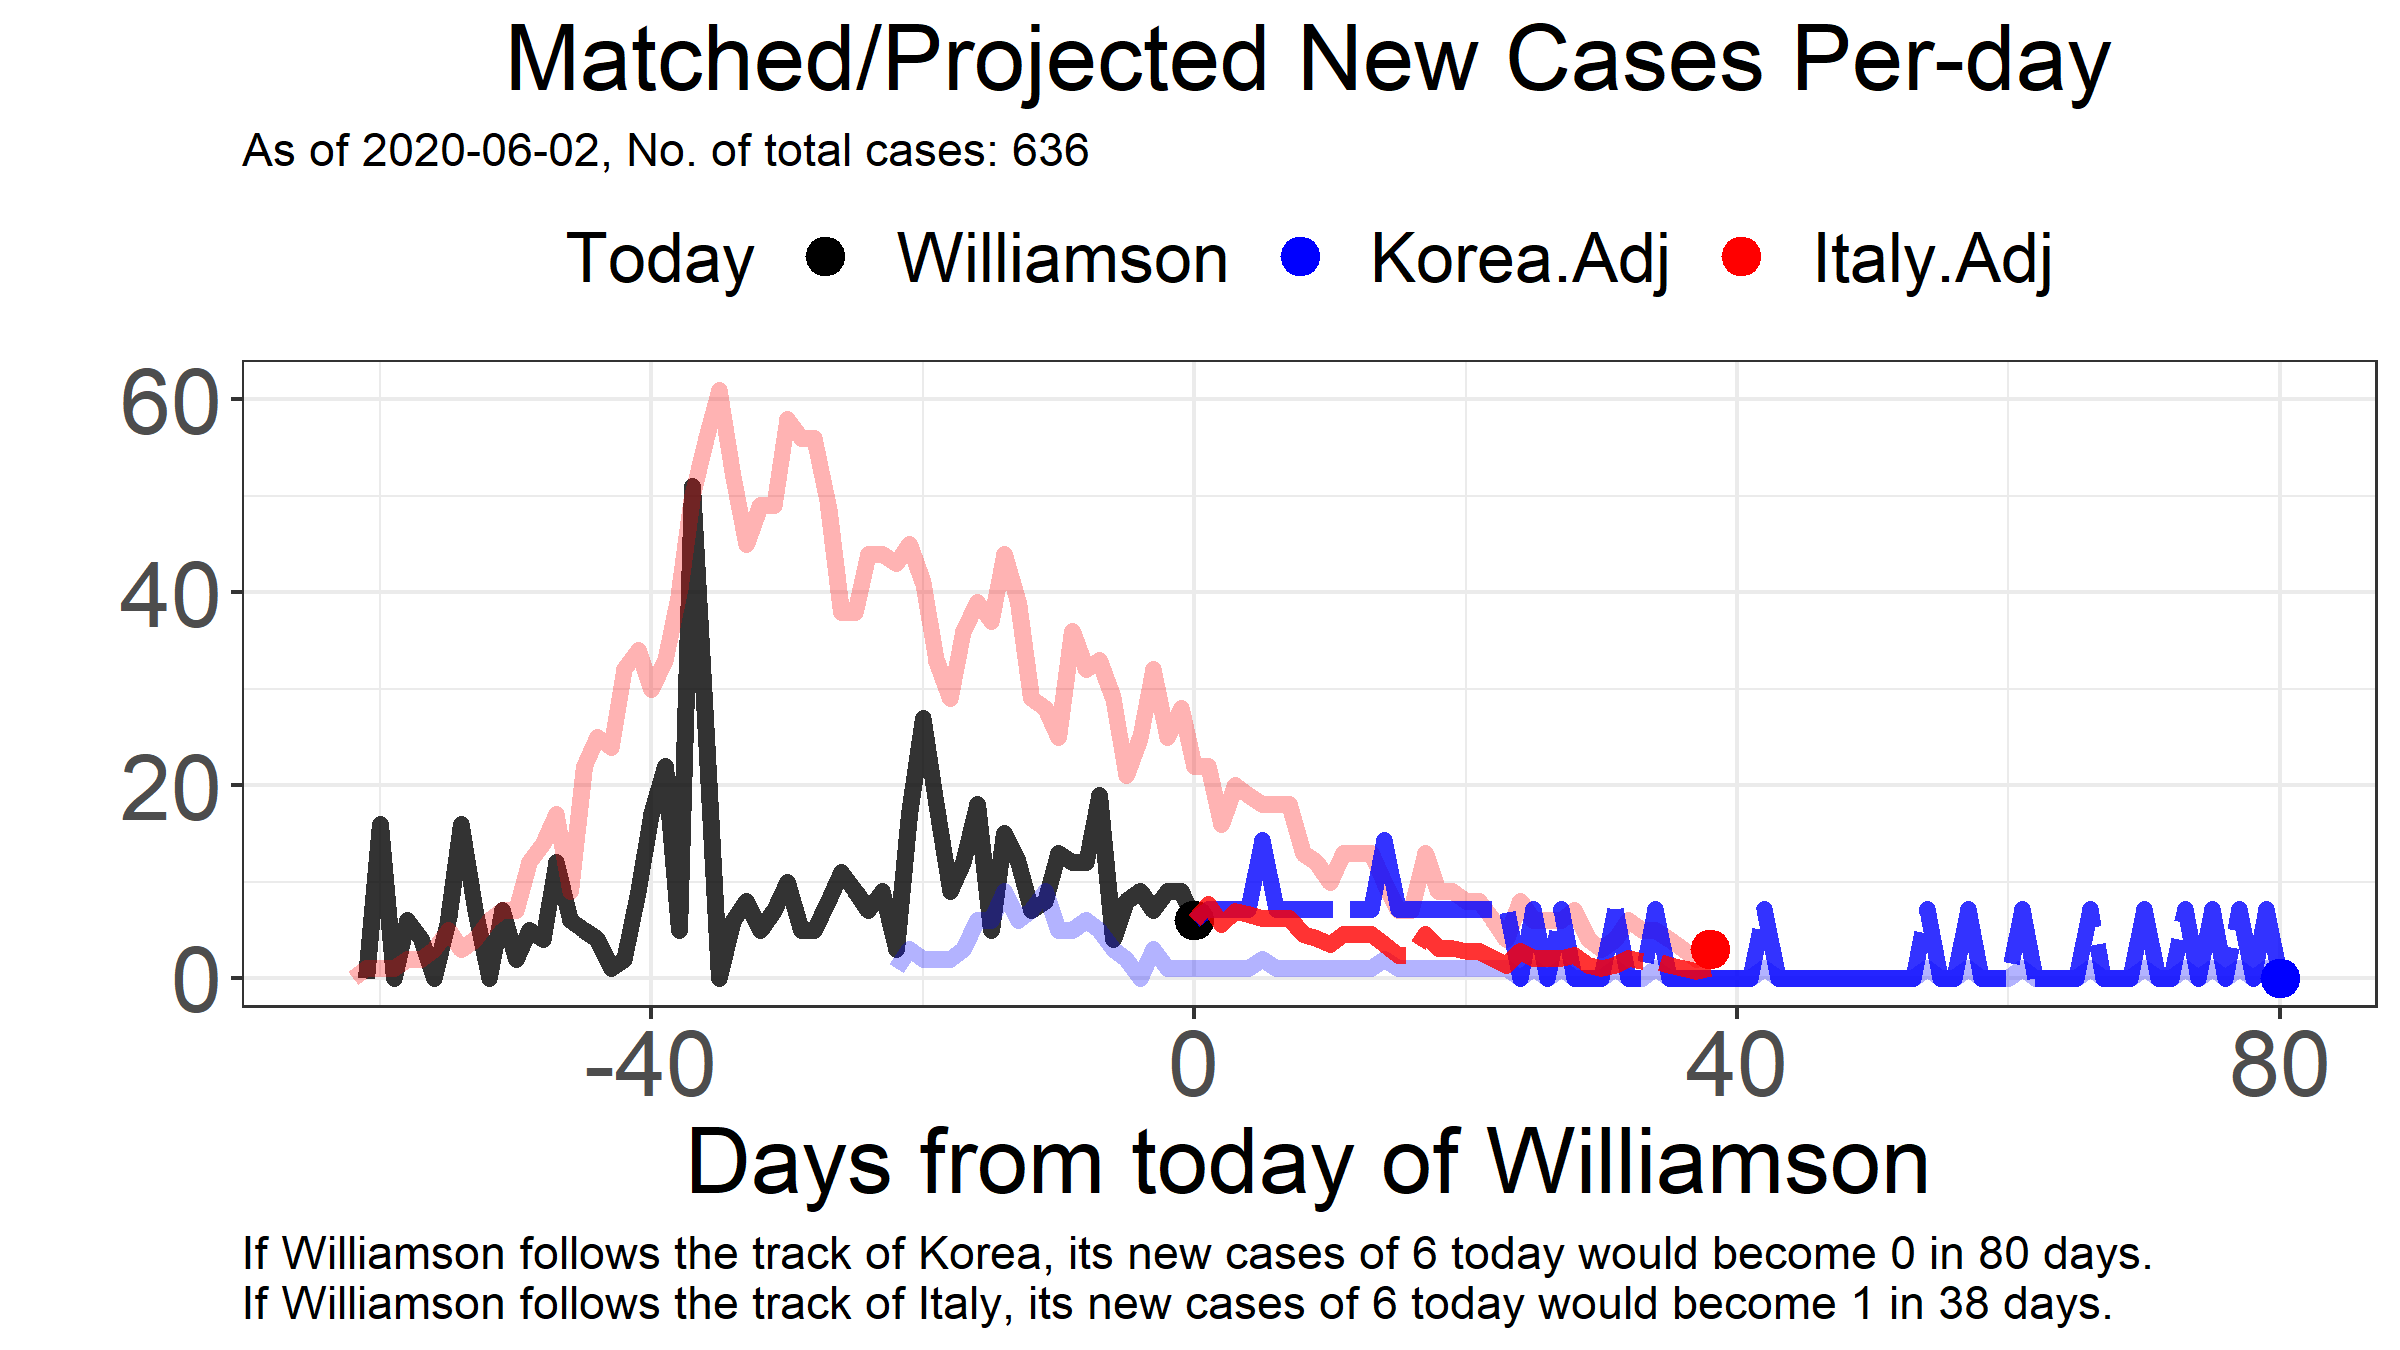 Matched/Projected New Cases Per-day
As of 2020-06-02, No. of total cases: 636
Today Williamson Korea.Adj Italy.Adj
60
40
20
0
-40 0 40 80
Days from today of Williamson
If Williamson follows the track of Korea, its new cases of 6 today would become 0 in 80 days.
If Williamson follows the track of Italy, its new cases of 6 today would become 1 in 38 days.